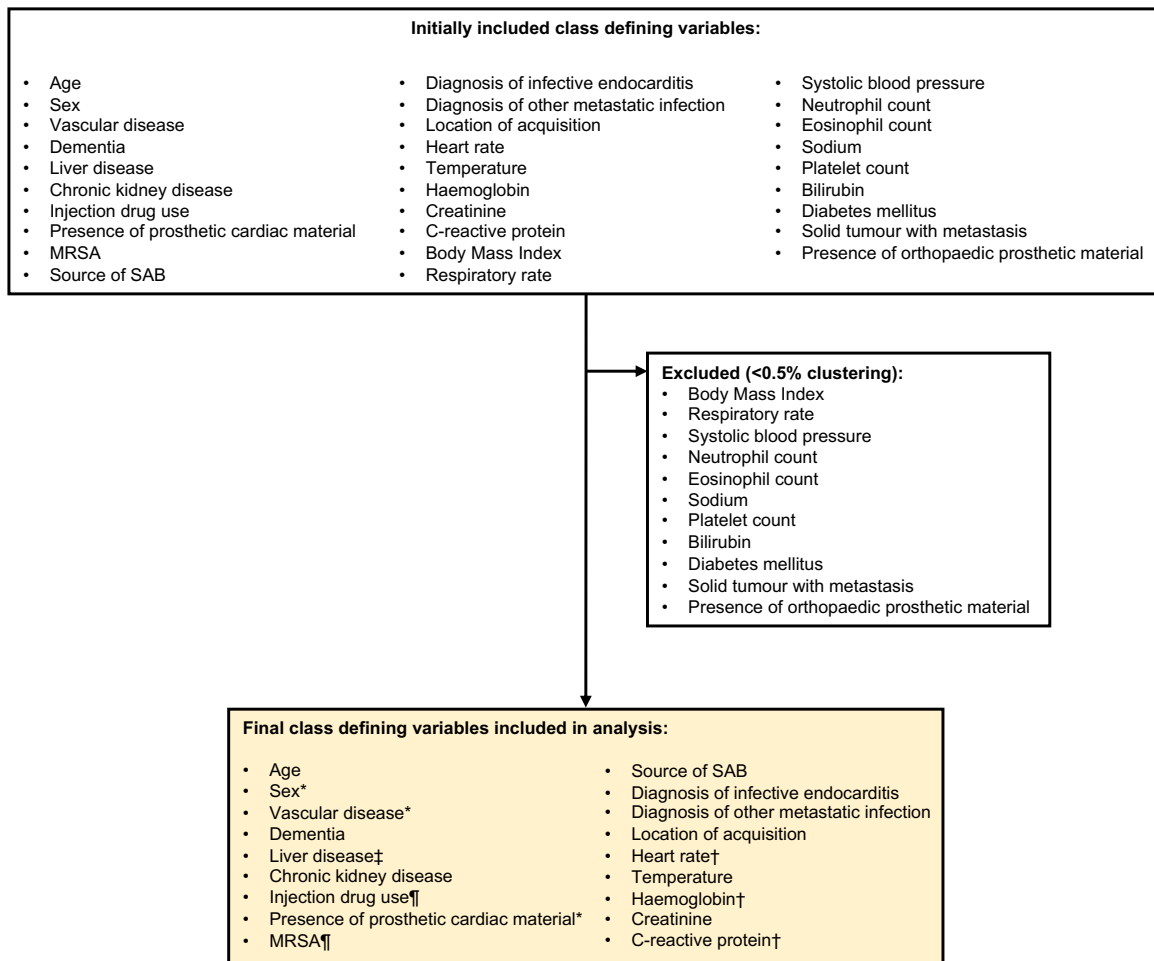 Initially included class defining variables:
• Age
• Sex
• Vascular disease
• Dementia
• Liver disease
• Chronic kidney disease
• Injection drug use
• Presence of prosthetic cardiac material
• MRSA
• Source of SAB
• Diagnosis of infective endocarditis
• Diagnosis of other metastatic infection
• Location of acquisition
• Heart rate
• Temperature
• Haemoglobin
• Creatinine
• C-reactive protein
• Body Mass Index
• Respiratory rate
• Systolic blood pressure
• Neutrophil count
• Eosinophil count
• Sodium
• Platelet count
• Bilirubin
• Diabetes mellitus
• Solid tumour with metastasis
• Presence of orthopaedic prosthetic material
Excluded (<0.5% clustering):
• Body Mass Index
• Respiratory rate
• Systolic blood pressure
• Neutrophil count
• Eosinophil count
• Sodium
• Platelet count
• Bilirubin
• Diabetes mellitus
• Solid tumour with metastasis
• Presence of orthopaedic prosthetic material
Final class defining variables included in analysis:
• Age
• Sex*
• Vascular disease*
• Dementia
• Liver disease‡
• Chronic kidney disease
• Injection drug use¶
• Presence of prosthetic cardiac material*
• MRSA¶
• Source of SAB
• Diagnosis of infective endocarditis
• Diagnosis of other metastatic infection
• Location of acquisition
• Heart rate†
• Temperature
• Haemoglobin†
• Creatinine
• C-reactive protein†